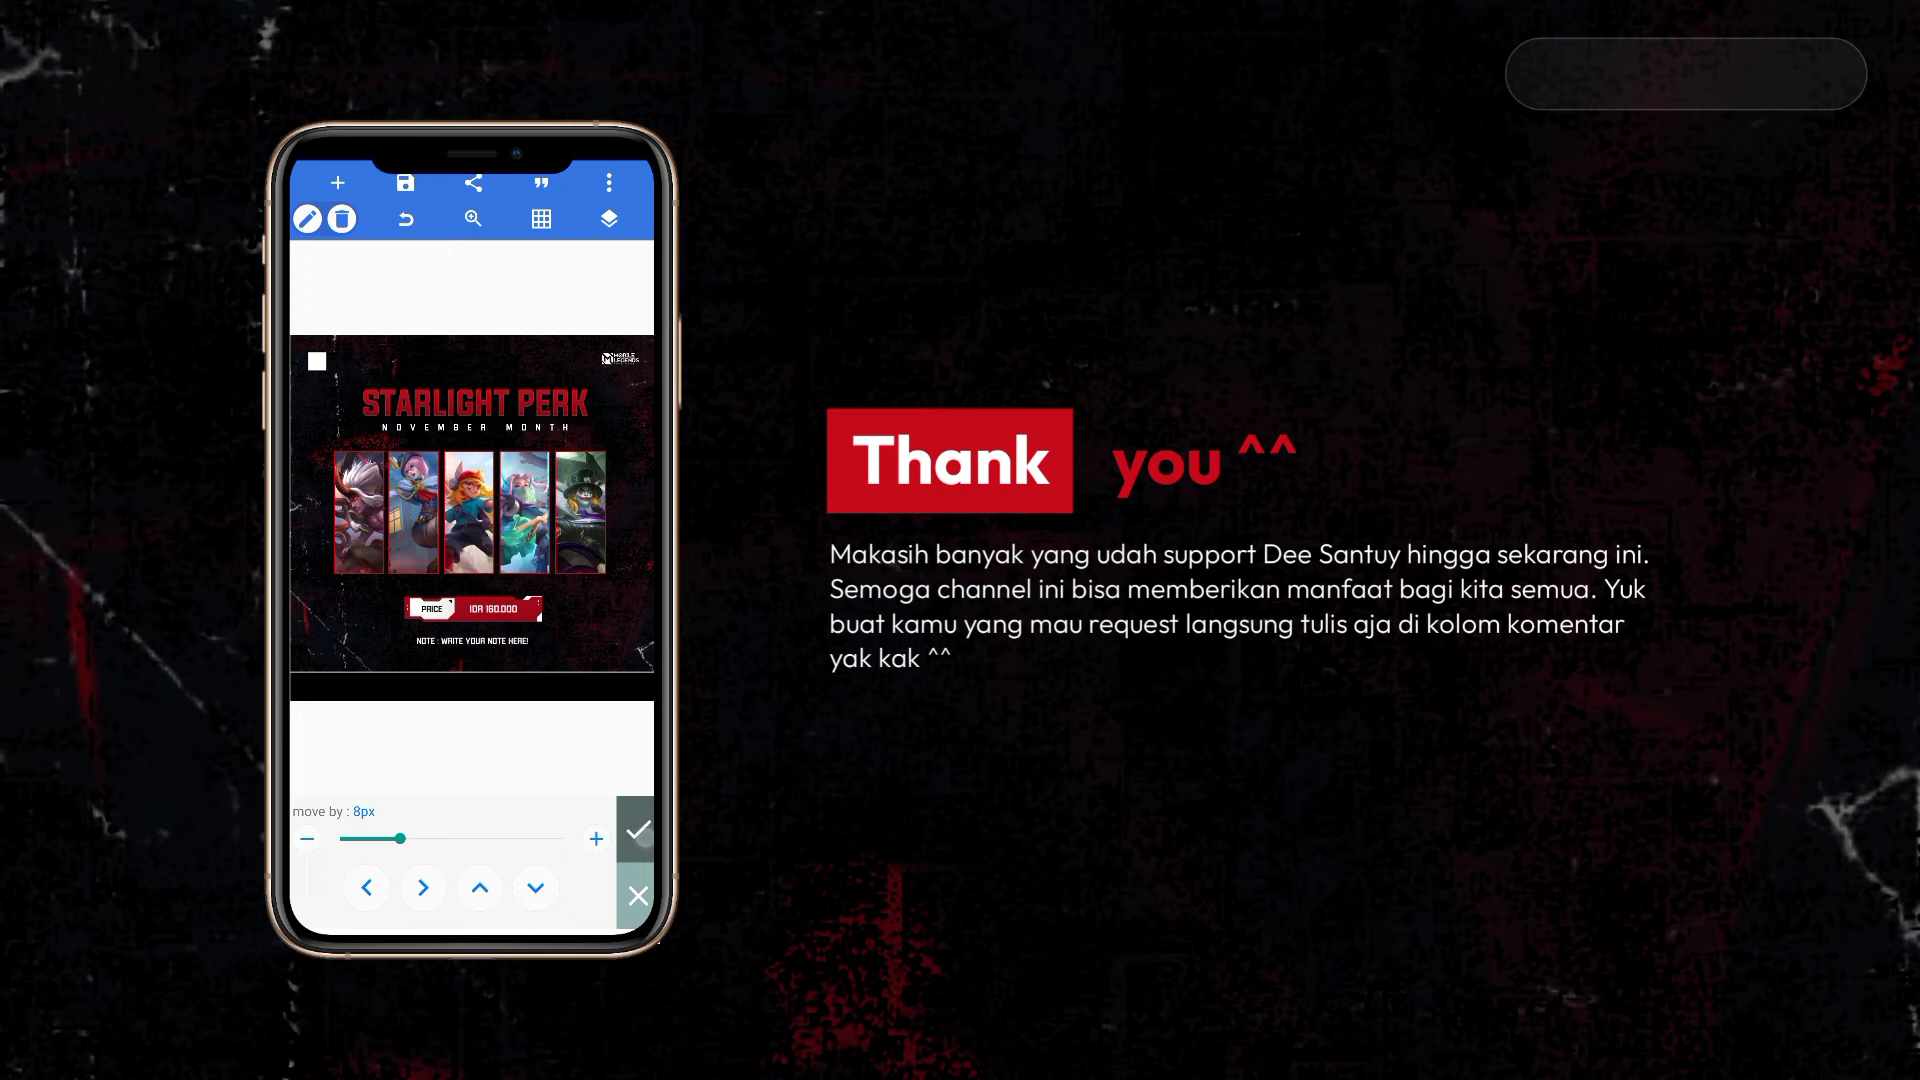 MOBILE
LEGENDS
STARLIGHT PERK
NOVEMBER MONTH
PRICE IDR 160.000
NOTE : WRITE YOUR NOTE HERE!
move by : 8px
Thank you ^^
Makasih banyak yang udah support Dee Santuy hingga sekarang ini.
Semoga channel ini bisa memberikan manfaat bagi kita semua. Yuk
buat kamu yang mau request langsung tulis aja di kolom komentar
yak kak ^^